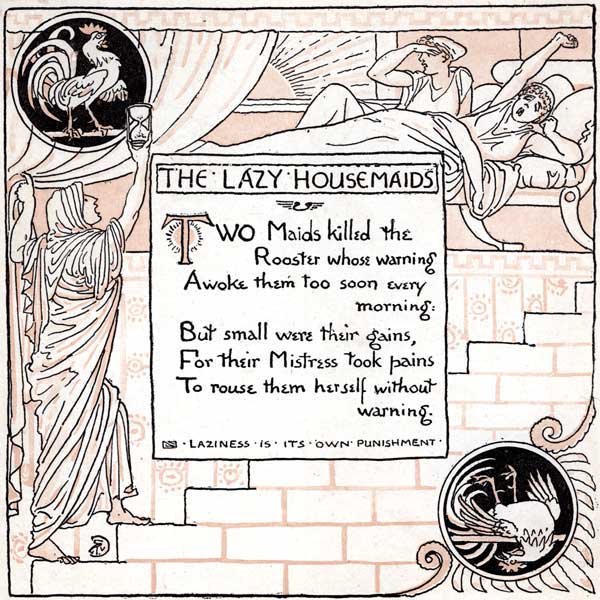 THE · LAZY · HOUSEMAIDS
TWO Maids killed the
Rooster whose warning
Awoke them too soon every
morning:
But small were their gains,
For their Mistress took pains
To rouse them herself without
warning.
· LAZINESS · IS · ITS · OWN · PUNISHMENT ·